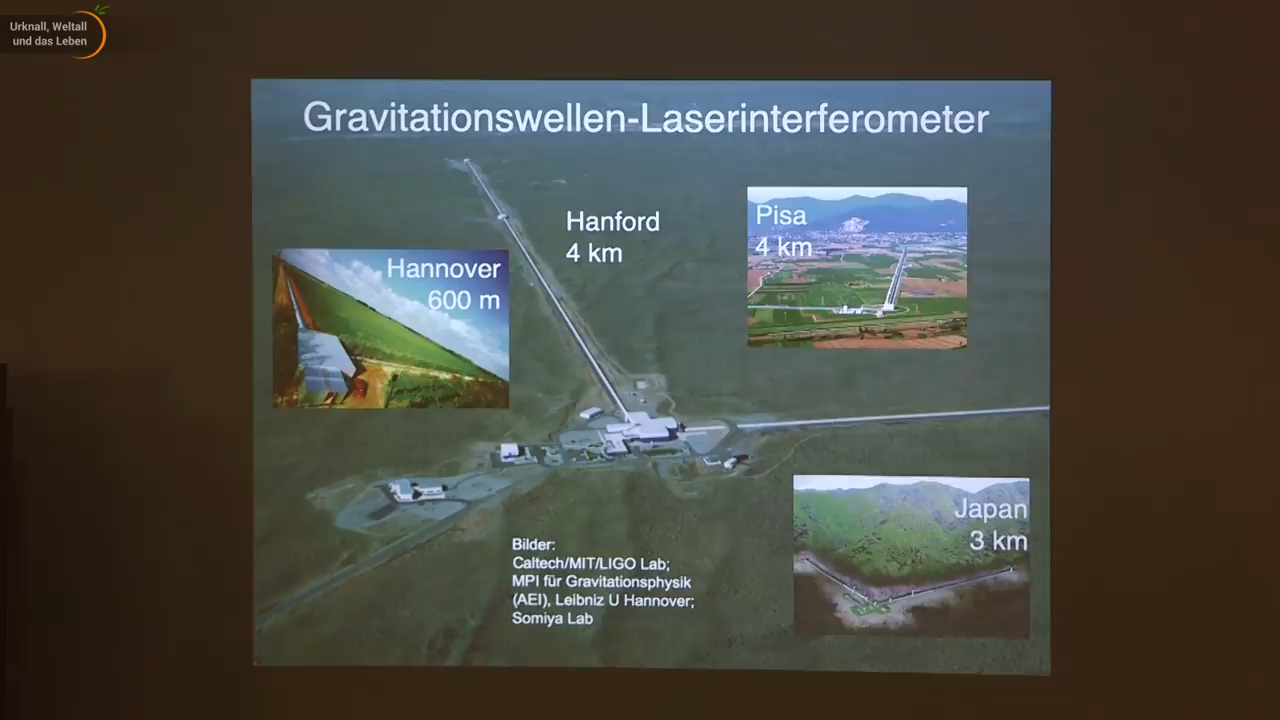 Urknall, Weltall
und das Leben
Gravitationswellen-Laserinterferometer
Hanford
4 km
Pisa
4 km
Hannover
600 m
Japan
3 km
Bilder:
Caltech/MIT/LIGO Lab;
MPI für Gravitationsphysik
(AEI), Leibniz U Hannover;
Somiya Lab